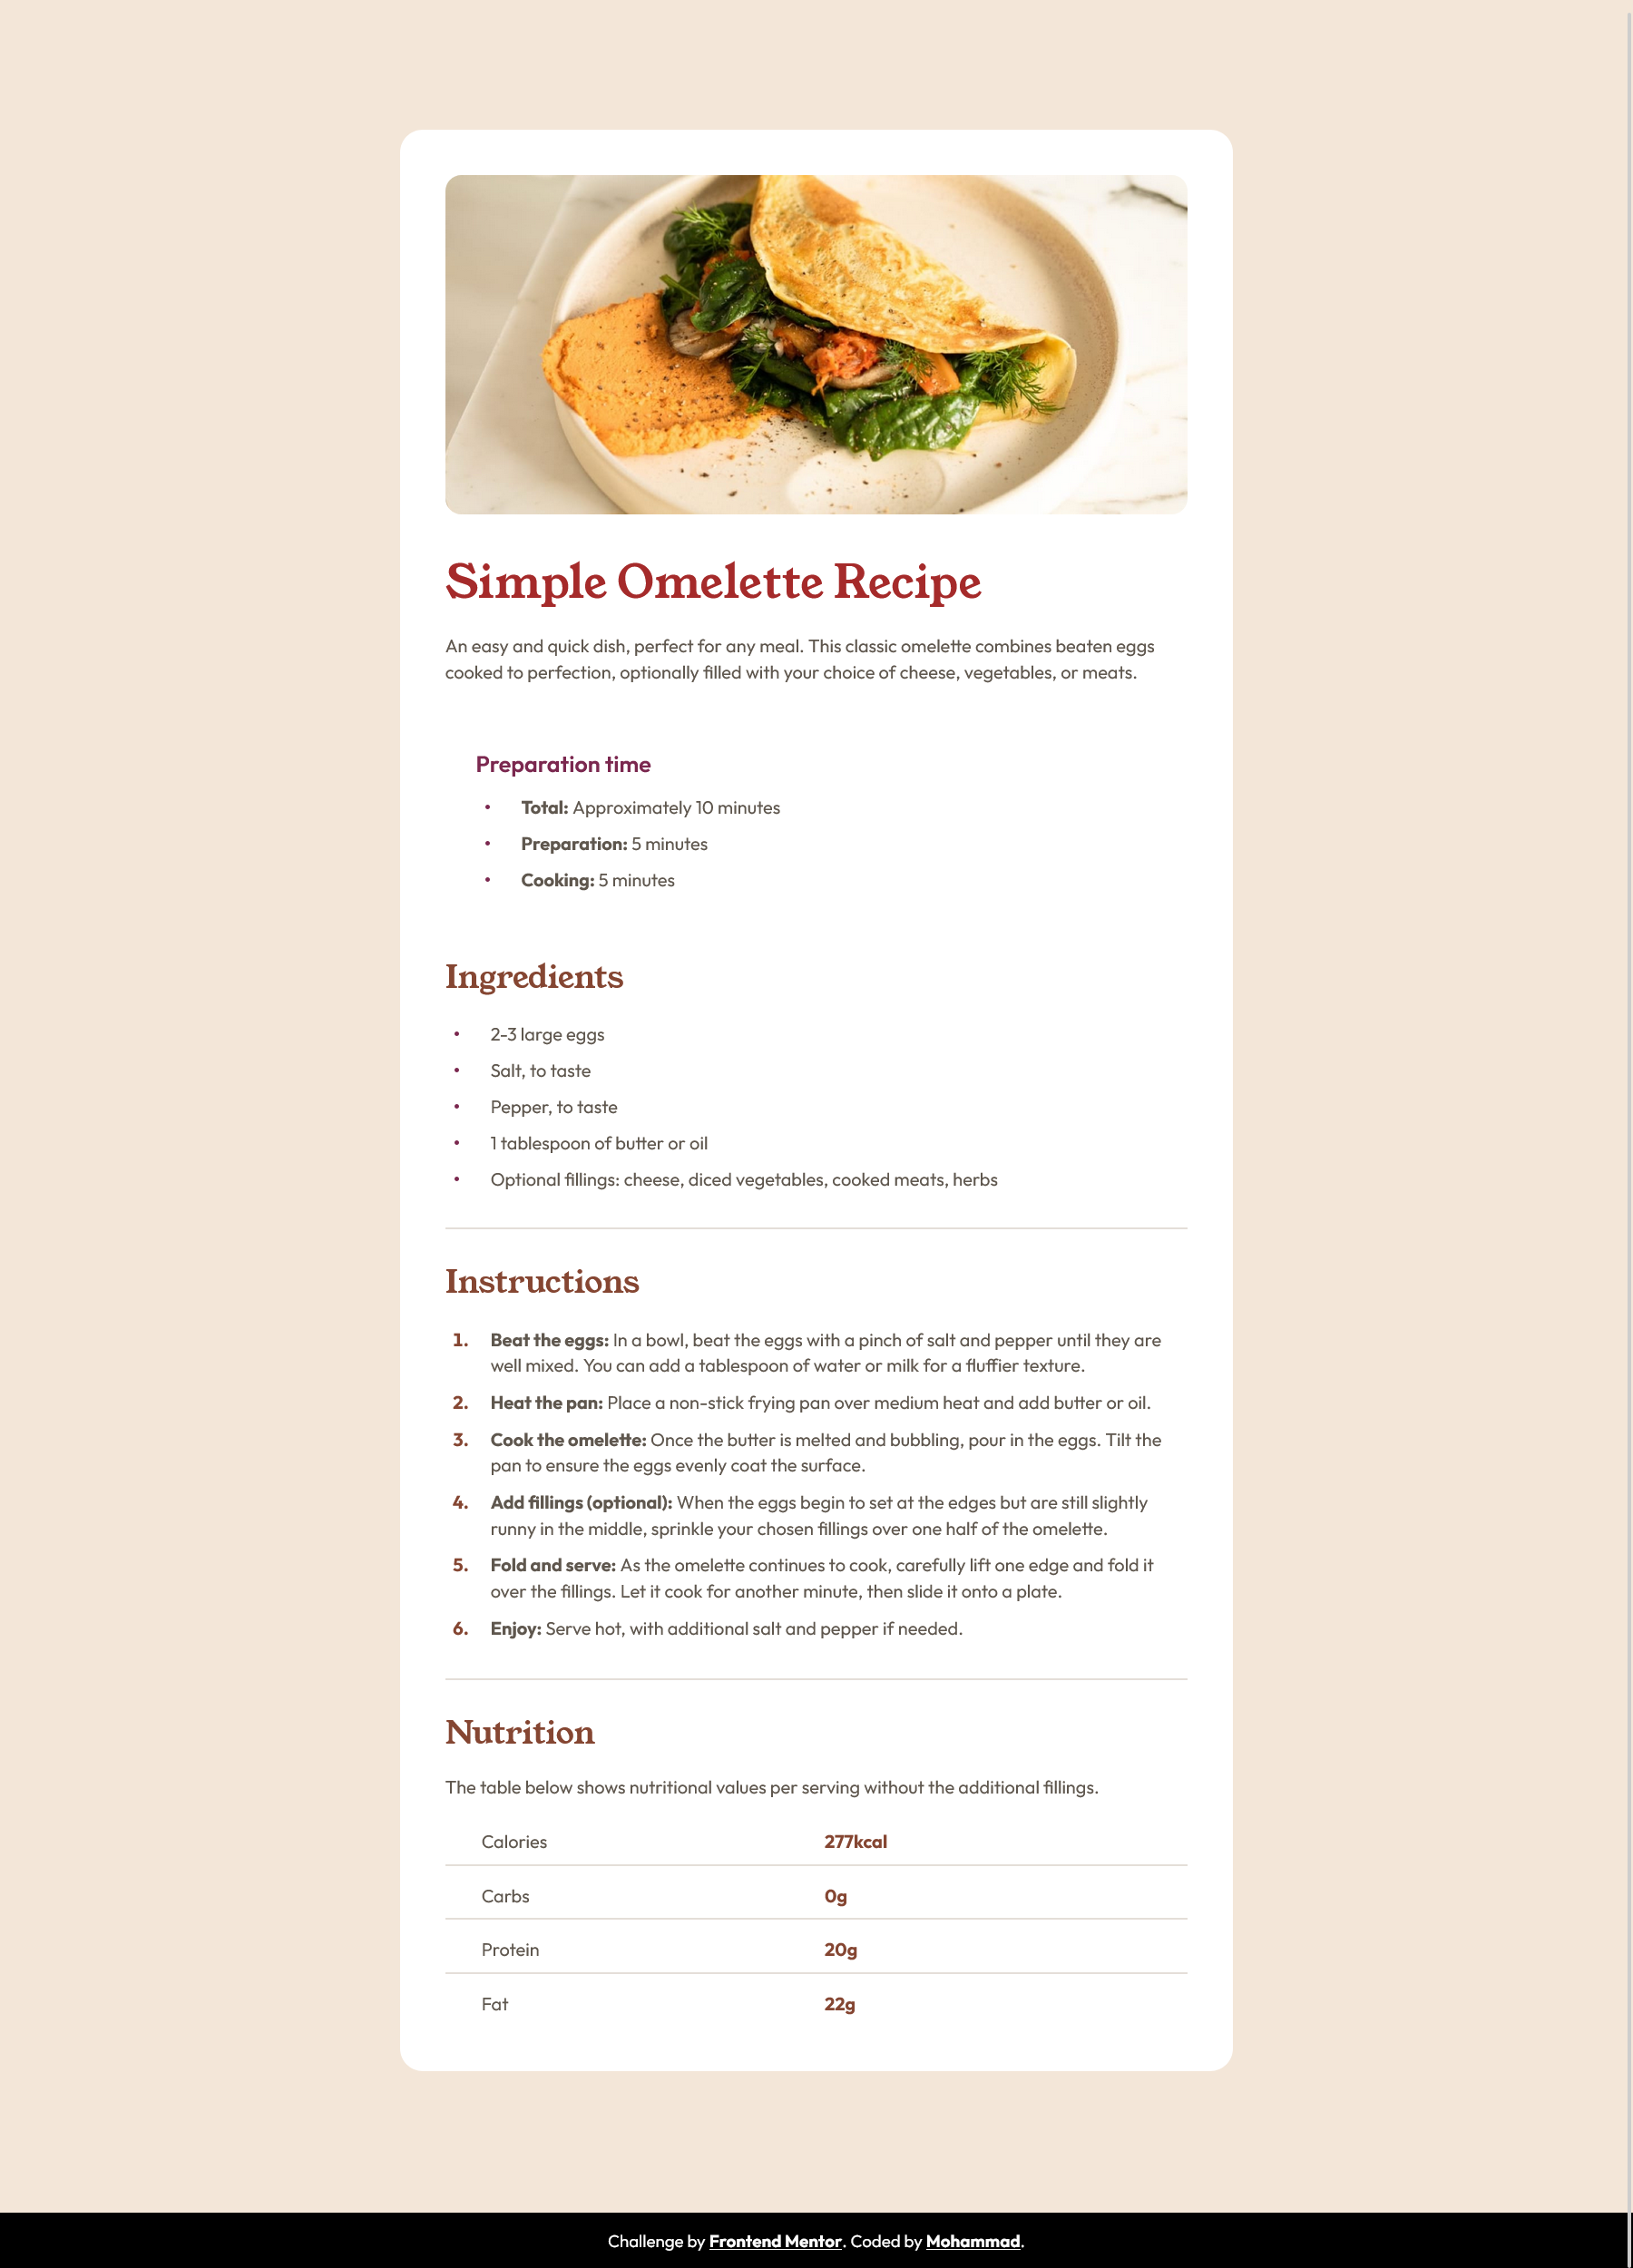 Simple Omelette Recipe
An easy and quick dish, perfect for any meal. This classic omelette combines beaten eggs
cooked to perfection, optionally filled with your choice of cheese, vegetables, or meats.
Preparation time
• Total: Approximately 10 minutes
• Preparation: 5 minutes
• Cooking: 5 minutes
Ingredients
• 2-3 large eggs
• Salt, to taste
• Pepper, to taste
• 1 tablespoon of butter or oil
• Optional fillings: cheese, diced vegetables, cooked meats, herbs
Instructions
1. Beat the eggs: In a bowl, beat the eggs with a pinch of salt and pepper until they are
well mixed. You can add a tablespoon of water or milk for a fluffier texture.
2. Heat the pan: Place a non-stick frying pan over medium heat and add butter or oil.
3. Cook the omelette: Once the butter is melted and bubbling, pour in the eggs. Tilt the
pan to ensure the eggs evenly coat the surface.
4. Add fillings (optional): When the eggs begin to set at the edges but are still slightly
runny in the middle, sprinkle your chosen fillings over one half of the omelette.
5. Fold and serve: As the omelette continues to cook, carefully lift one edge and fold it
over the fillings. Let it cook for another minute, then slide it onto a plate.
6. Enjoy: Serve hot, with additional salt and pepper if needed.
Nutrition
The table below shows nutritional values per serving without the additional fillings.
Calories 277kcal
Carbs 0g
Protein 20g
Fat 22g
Challenge by Frontend Mentor. Coded by Mohammad.